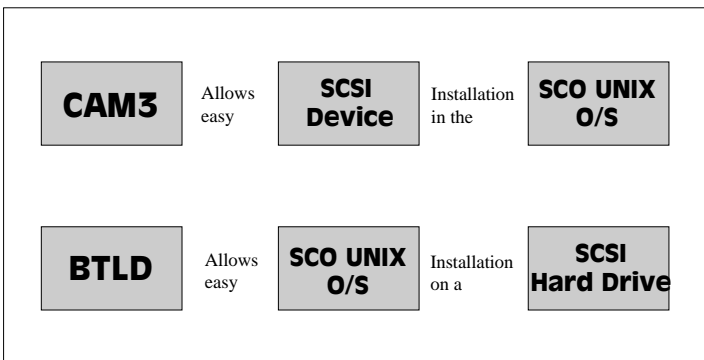 CAM3
Allows
easy
SCSI
Device
Installation
in the
SCO UNIX
O/S
BTLD
Allows
easy
SCO UNIX
O/S
Installation
on a
SCSI
Hard Drive